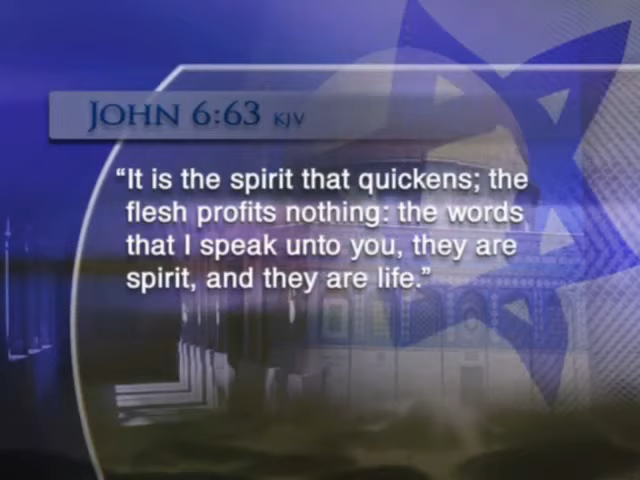 JOHN 6:63 KJV
“It is the spirit that quickens; the
flesh profits nothing: the words
that I speak unto you, they are
spirit, and they are life.”